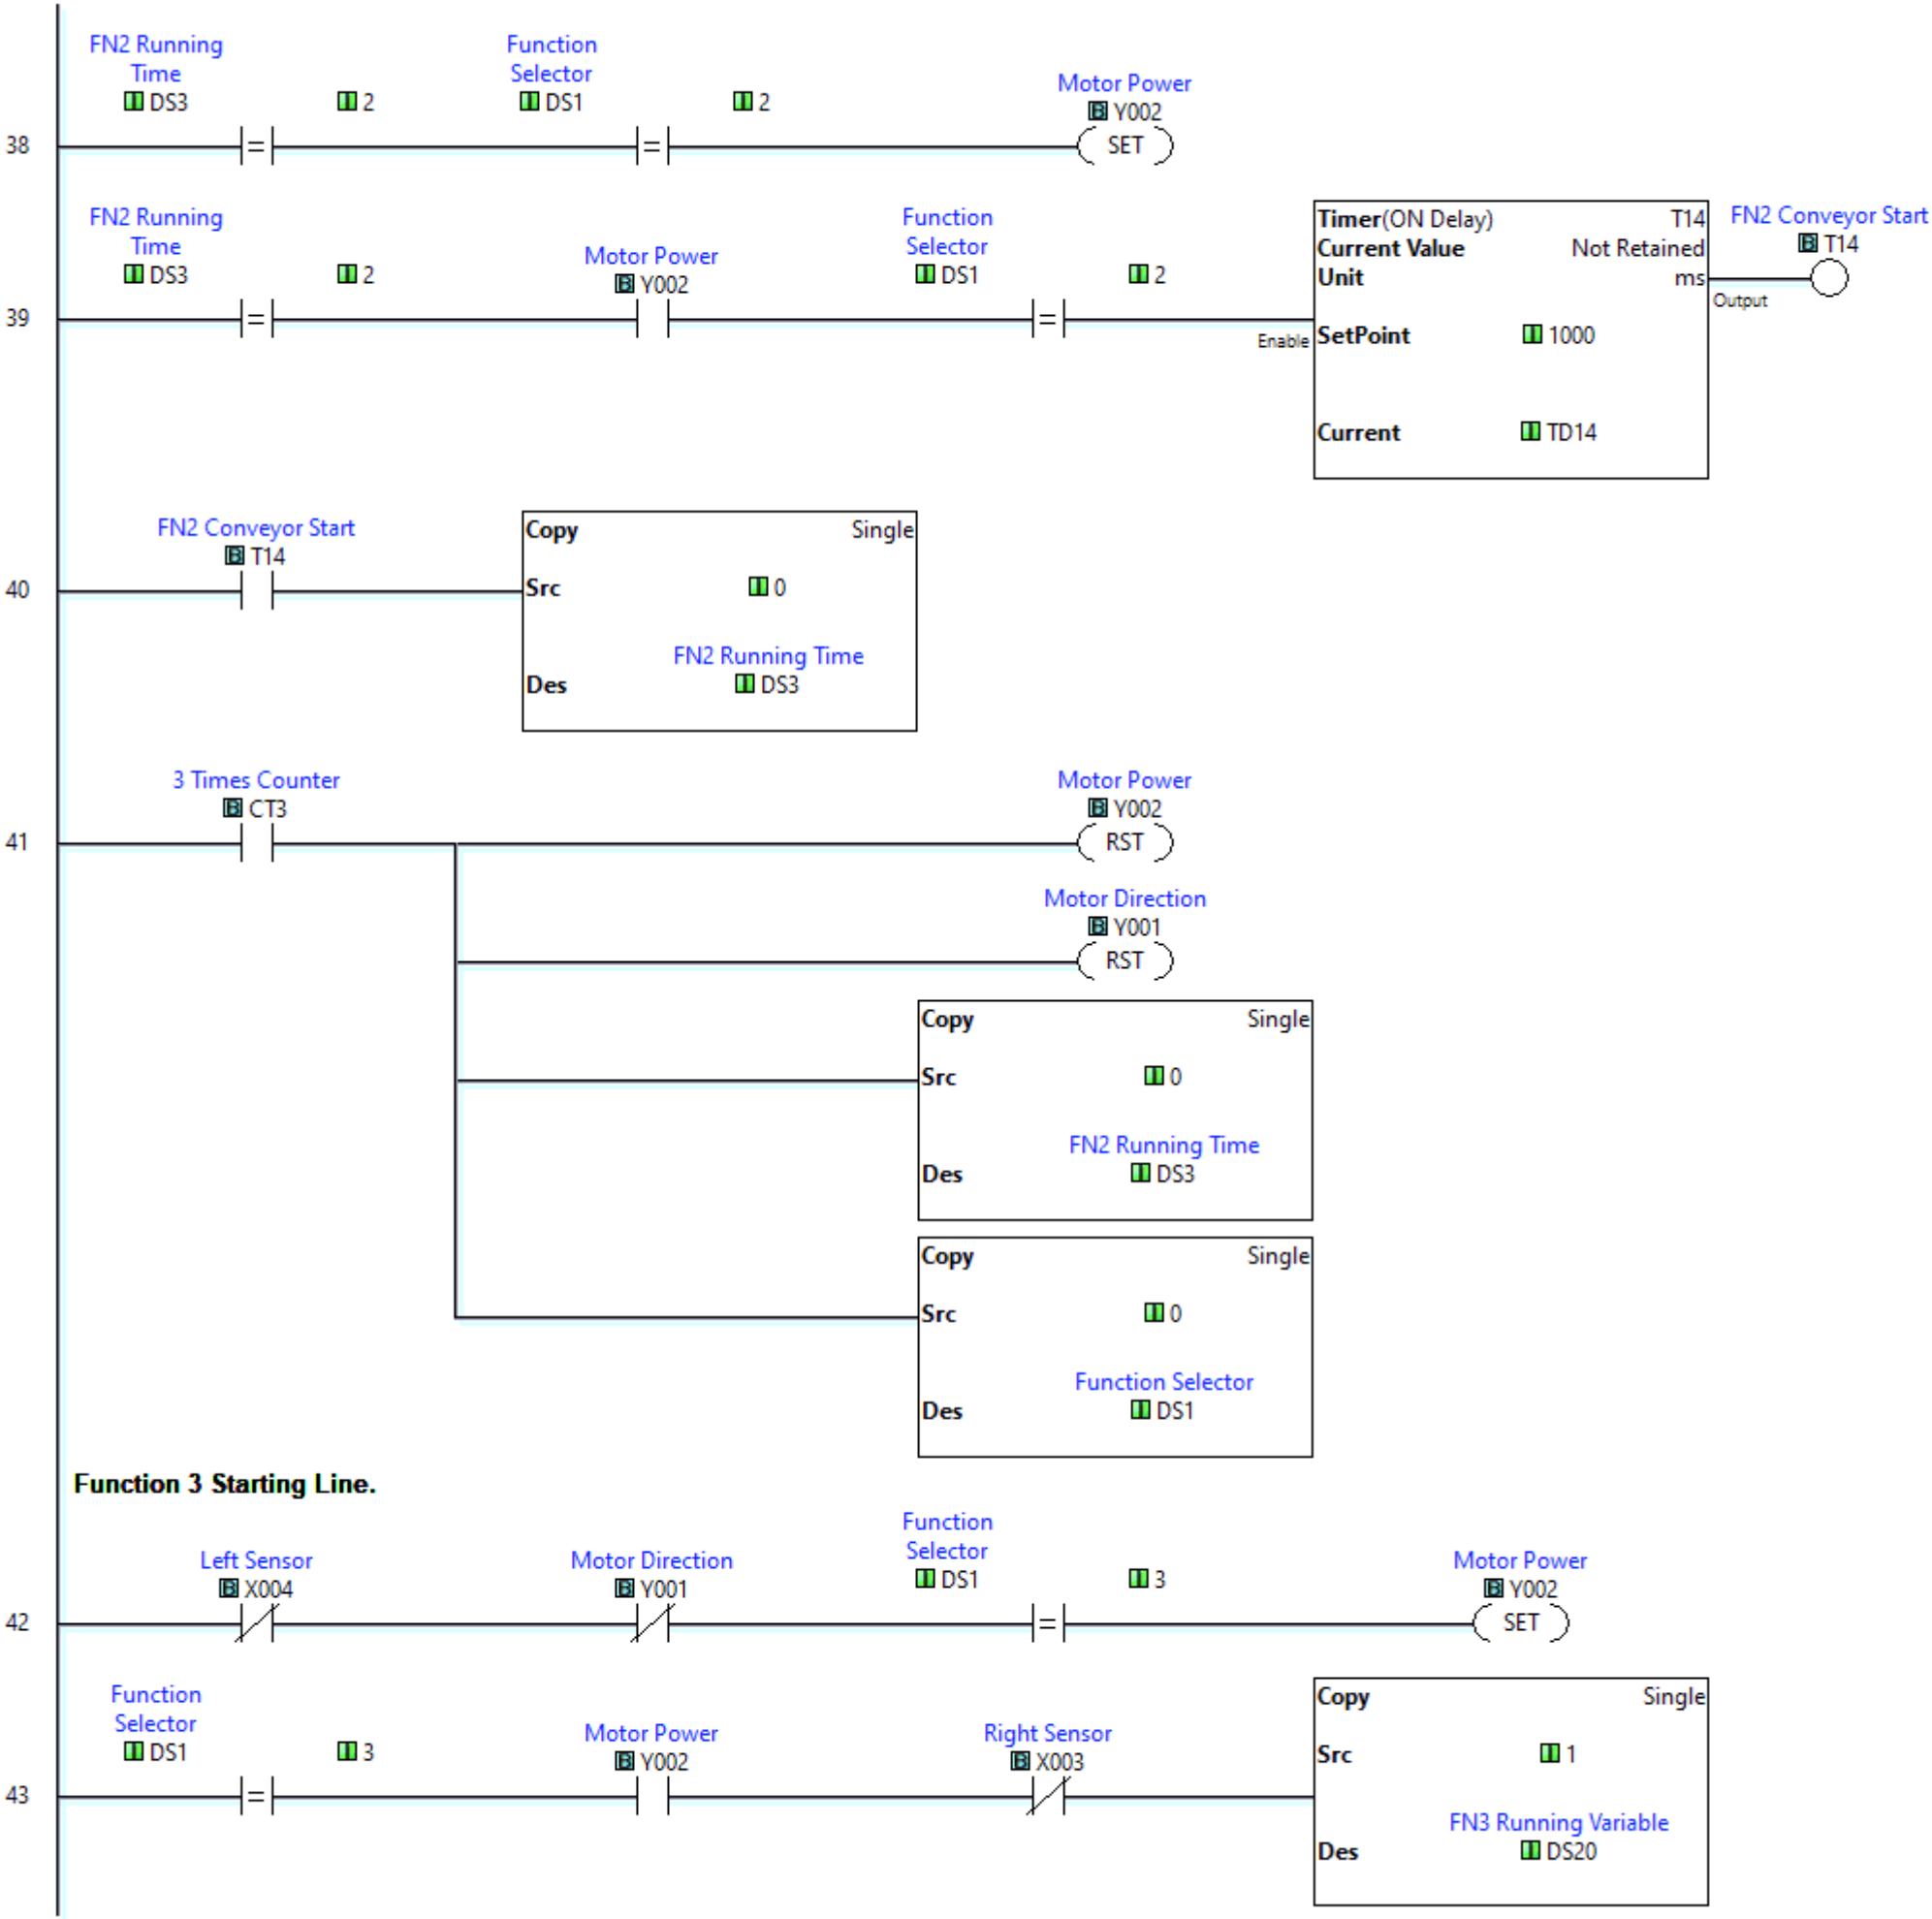 FN2 Running
Time
DS3
2
Function
Selector
DS1
2
Motor Power
Y002
38
=
=
SET
FN2 Running
Time
DS3
2
Motor Power
Y002
Function
Selector
DS1
2
39
=
=
Enable
Timer(ON Delay) T14
Current Value Not Retained
Unit ms
SetPoint 1000
Current TD14
Output
FN2 Conveyor Start
T14
FN2 Conveyor Start
T14
40
Copy Single
Src 0
FN2 Running Time
Des DS3
3 Times Counter
CT3
41
Motor Power
Y002
RST
Motor Direction
Y001
RST
Copy Single
Src 0
FN2 Running Time
Des DS3
Copy Single
Src 0
Function Selector
Des DS1
Function 3 Starting Line.
Left Sensor
X004
Motor Direction
Y001
Function
Selector
DS1
3
Motor Power
Y002
42
=
SET
Function
Selector
DS1
3
Motor Power
Y002
Right Sensor
X003
43
=
Copy Single
Src 1
FN3 Running Variable
Des DS20